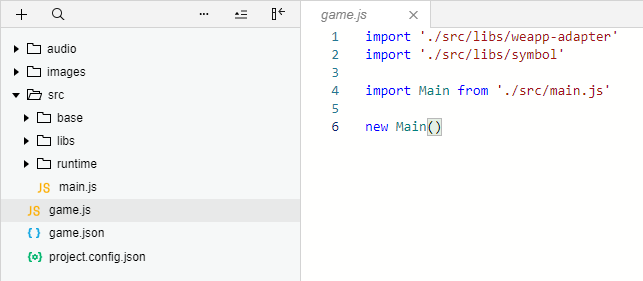 audio
images
src
base
libs
runtime
JS main.js
JS game.js
{ } game.json
{o} project.config.json
game.js
1 import './src/libs/weapp-adapter'
2 import './src/libs/symbol'
3
4 import Main from './src/main.js'
5
6 new Main()